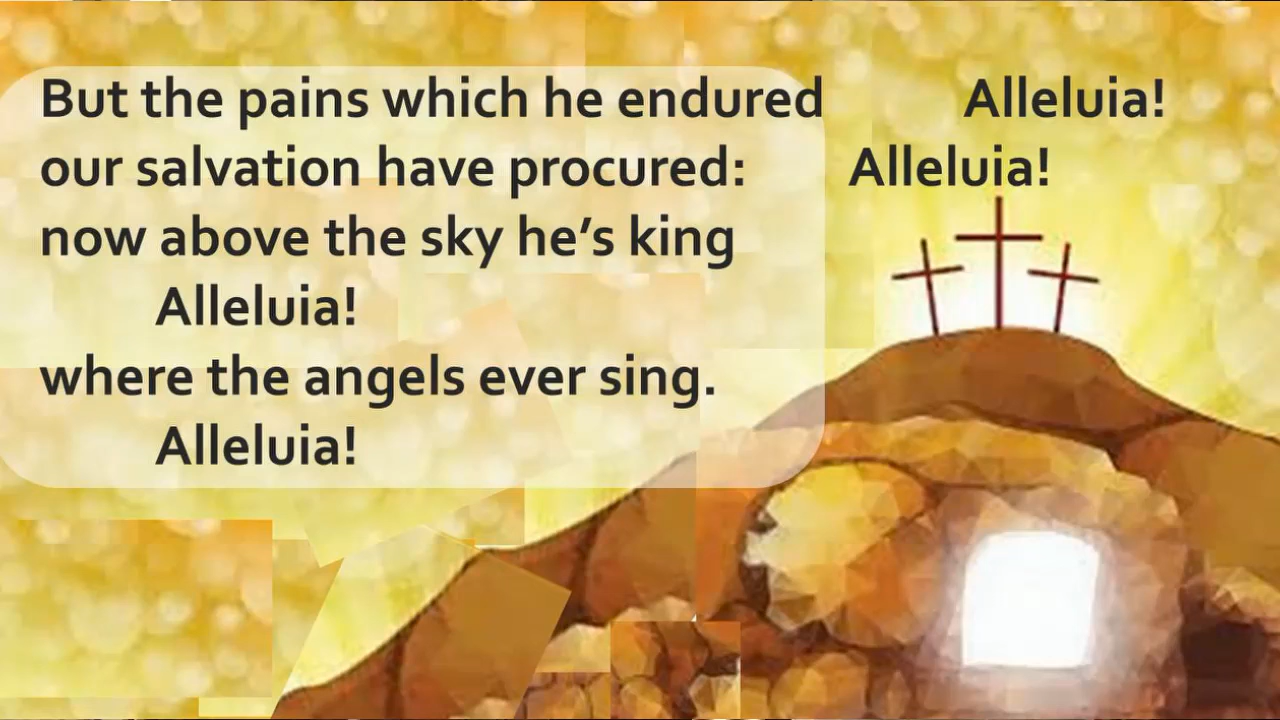 But the pains which he endured Alleluia!
our salvation have procured: Alleluia!
now above the sky he’s king
Alleluia!
where the angels ever sing.
Alleluia!